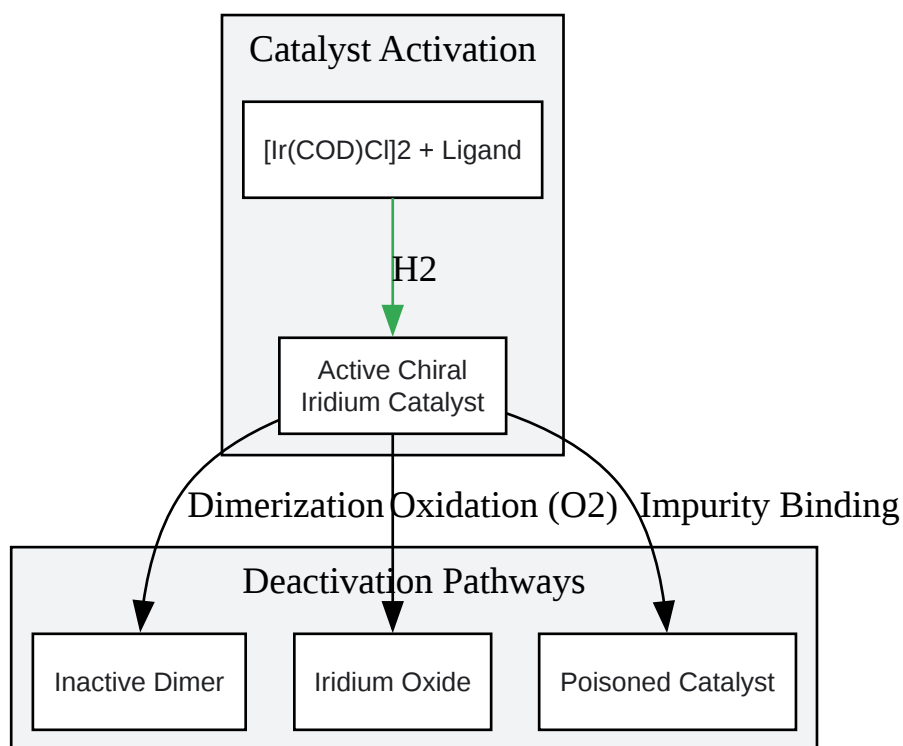 Catalyst Activation
[Ir(COD)Cl]2 + Ligand
H2
Active Chiral
Iridium Catalyst
Dimerization
Oxidation (O2)
Impurity Binding
Deactivation Pathways
Inactive Dimer
Iridium Oxide
Poisoned Catalyst